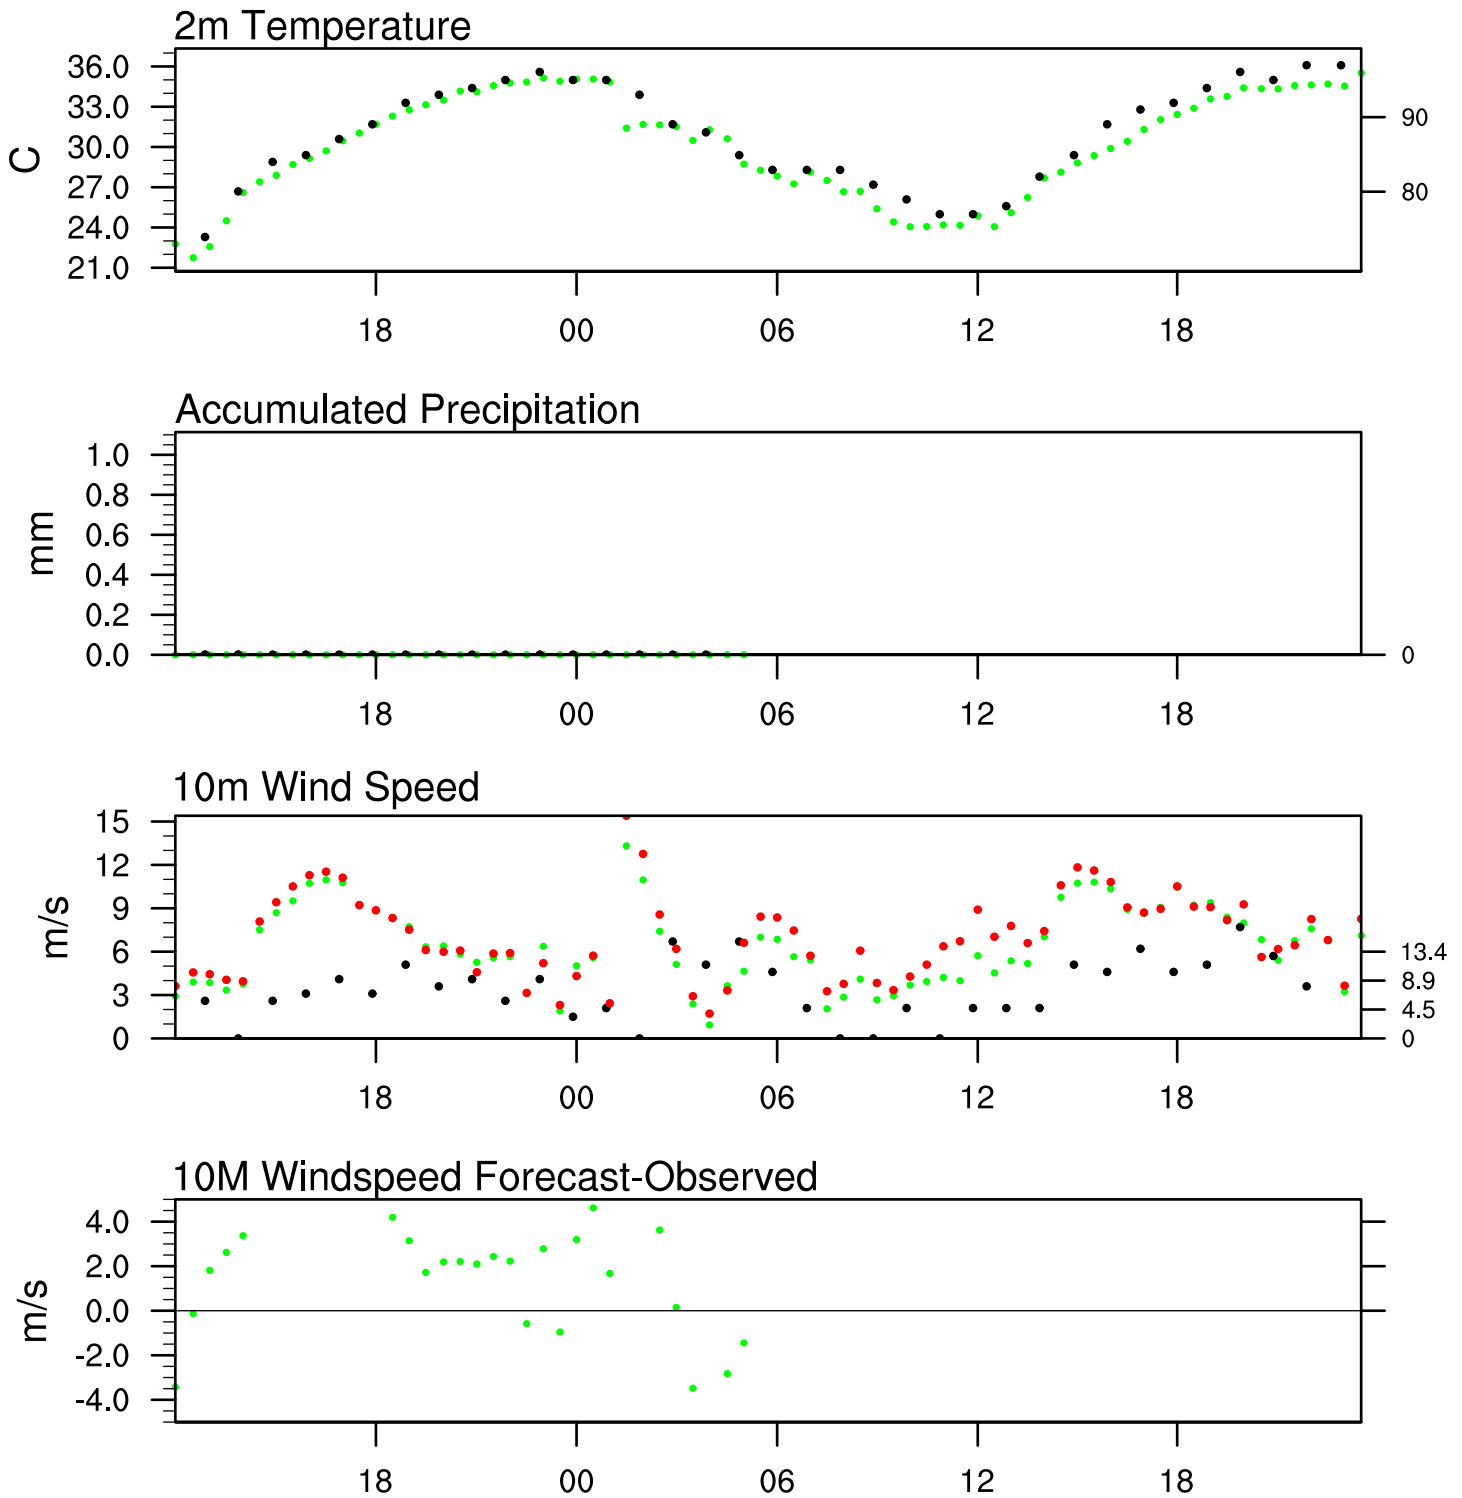 2m Temperature
36.0
33.0
30.0
27.0
24.0
21.0
C
90
80
18 00 06 12 18
Accumulated Precipitation
1.0
0.8
0.6
0.4
0.2
0.0
mm
0
18 00 06 12 18
10m Wind Speed
15
12
9
6
3
0
m/s
13.4
8.9
4.5
0
18 00 06 12 18
10M Windspeed Forecast-Observed
4.0
2.0
0.0
-2.0
-4.0
m/s
18 00 06 12 18